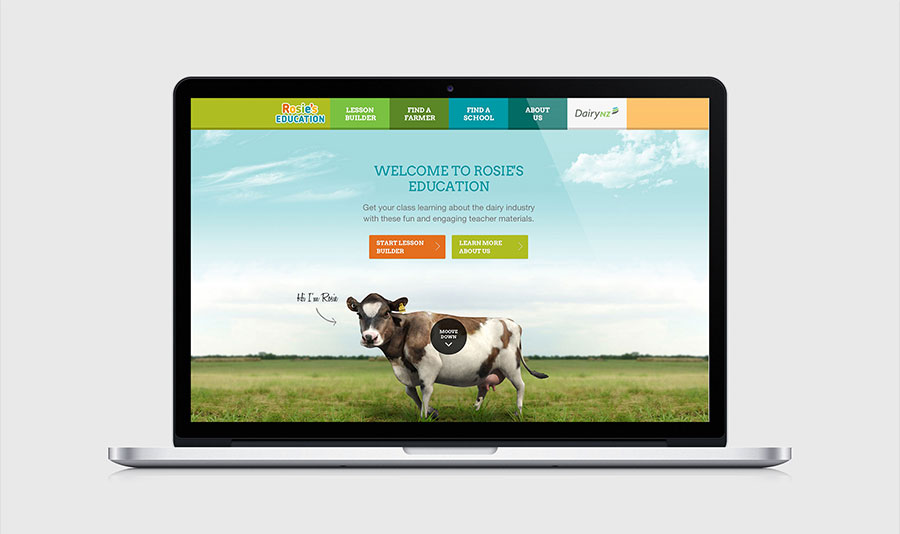 Rosie's
EDUCATION
LESSON
BUILDER
FIND A
FARMER
FIND A
SCHOOL
ABOUT
US
DairyNZ
WELCOME TO ROSIE'S
EDUCATION
Get your class learning about the dairy industry
with these fun and engaging teacher materials.
START LESSON
BUILDER
LEARN MORE
ABOUT US
Hi I'm Rosie
MOOVE
DOWN